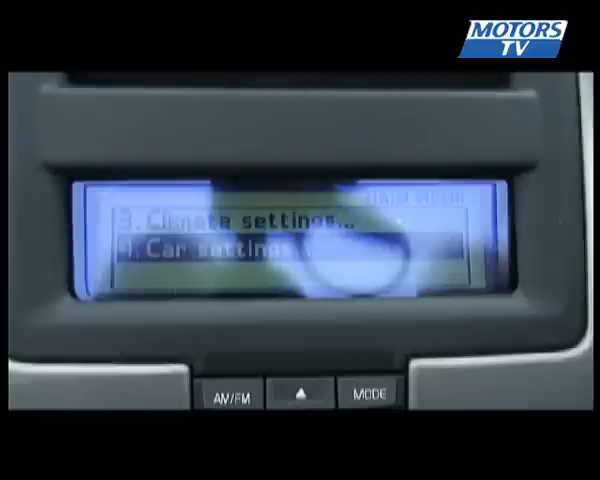 MOTORS
TV
3. Climate settings...
4. Car settings
AM/FM
MODE